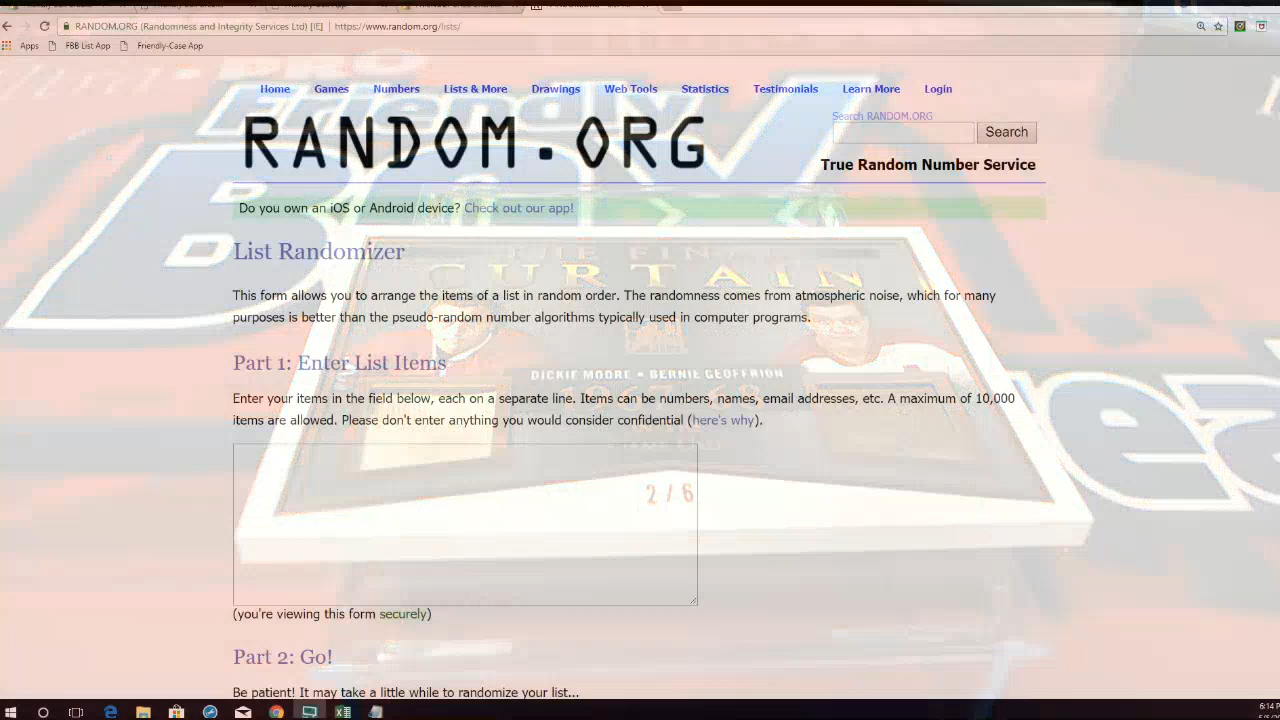 RANDOM.ORG (Randomness and Integrity Services Ltd) [IE] | https://www.random.org/lists/
Apps FBB List App Friendly-Case App
Home Games Numbers Lists & More Drawings Web Tools Statistics Testimonials Learn More Login
RANDOM.ORG
Search RANDOM.ORG
Search
True Random Number Service
Do you own an iOS or Android device? Check out our app!
List Randomizer
This form allows you to arrange the items of a list in random order. The randomness comes from atmospheric noise, which for many
purposes is better than the pseudo-random number algorithms typically used in computer programs.
Part 1: Enter List Items
Enter your items in the field below, each on a separate line. Items can be numbers, names, email addresses, etc. A maximum of 10,000
items are allowed. Please don't enter anything you would consider confidential (here's why).
(you're viewing this form securely)
Part 2: Go!
Be patient! It may take a little while to randomize your list...
PRO
Friend
THE FINAL
CURTAIN
DICKIE MOORE • BERNIE GEOFFRION
1967-68
2 / 6
6:14 P